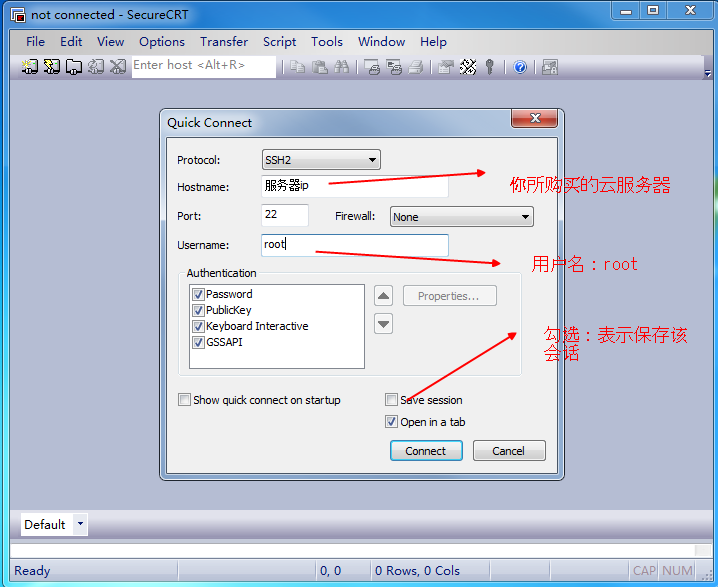 not connected - SecureCRT
File Edit View Options Transfer Script Tools Window Help
Enter host <Alt+R>
Quick Connect
Protocol: SSH2
Hostname: 服务器ip
你所购买的云服务器
Port: 22 Firewall: None
Username: root
用户名：root
Authentication
Password
PublicKey
Keyboard Interactive
GSSAPI
Properties...
勾选：表示保存该
会话
Show quick connect on startup
Save session
Open in a tab
Connect Cancel
Default
Ready 0, 0 0 Rows, 0 Cols CAP NUM